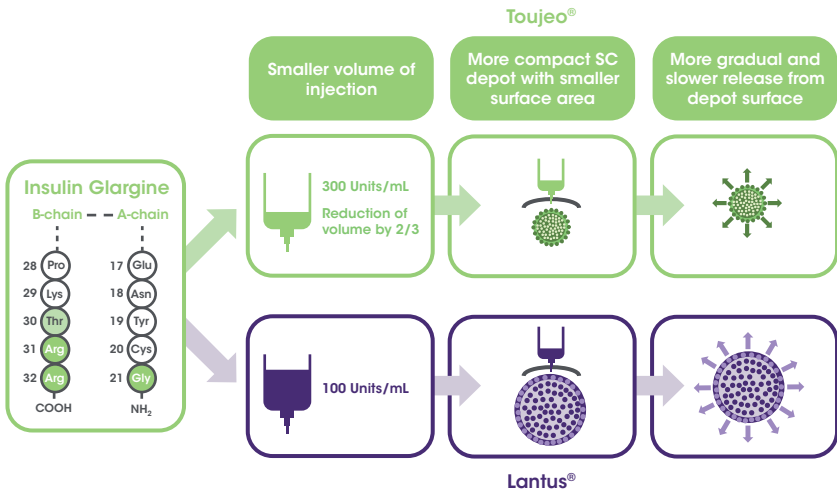 Toujeo®
Smaller volume of
injection
More compact SC
depot with smaller
surface area
More gradual and
slower release from
depot surface
Insulin Glargine
B-chain
A-chain
28 Pro
29 Lys
30 Thr
31 Arg
32 Arg
COOH
17 Glu
18 Asn
19 Tyr
20 Cys
21 Gly
NH₂
300 Units/mL
Reduction of
volume by 2/3
100 Units/mL
Lantus®